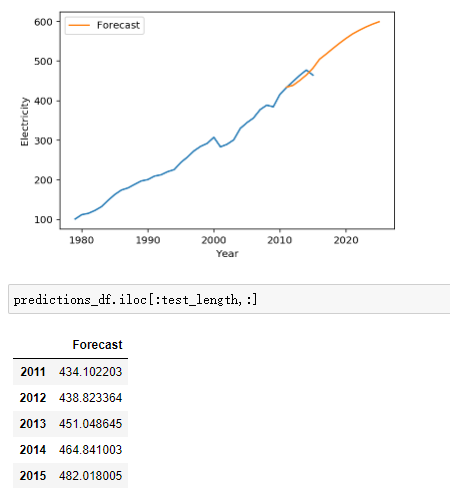 600
Forecast
500
400
Electricity
300
200
100
1980 1990 2000 2010 2020
Year
predictions_df.iloc[:test_length,:]
Forecast
2011 434.102203
2012 438.823364
2013 451.048645
2014 464.841003
2015 482.018005